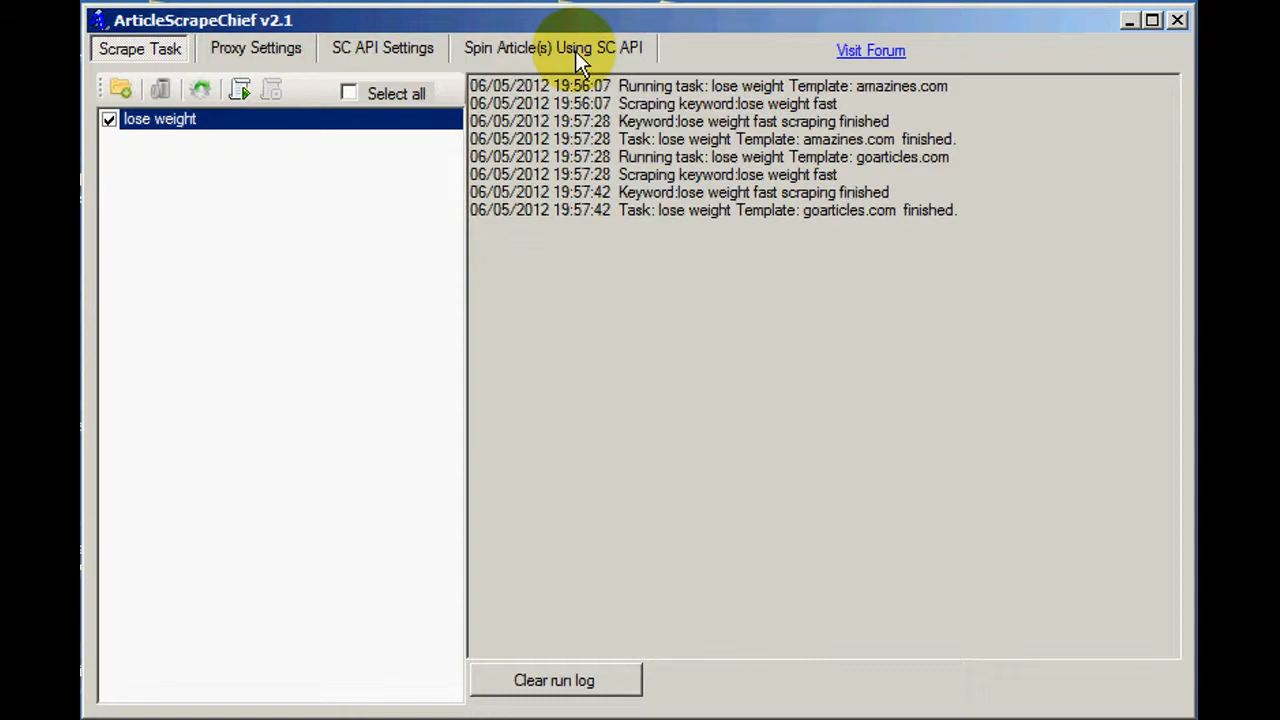 ArticleScrapeChief v2.1
Scrape Task
Proxy Settings
SC API Settings
Spin Article(s) Using SC API
Visit Forum
Select all
lose weight
06/05/2012 19:56:07 Running task: lose weight Template: amazines.com
06/05/2012 19:56:07 Scraping keyword:lose weight fast
06/05/2012 19:57:28 Keyword:lose weight fast scraping finished
06/05/2012 19:57:28 Task: lose weight Template: amazines.com finished.
06/05/2012 19:57:28 Running task: lose weight Template: goarticles.com
06/05/2012 19:57:28 Scraping keyword:lose weight fast
06/05/2012 19:57:42 Keyword:lose weight fast scraping finished
06/05/2012 19:57:42 Task: lose weight Template: goarticles.com finished.
Clear run log